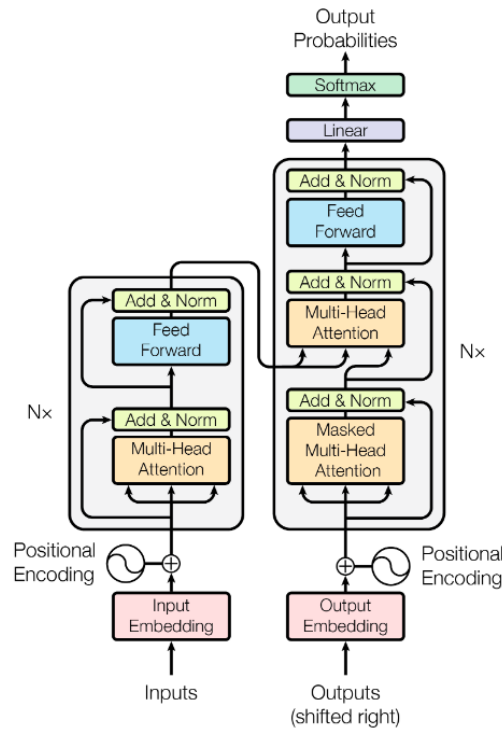 Output
Probabilities
Softmax
Linear
Add & Norm
Feed
Forward
Add & Norm
Multi-Head
Attention
Nx
Add & Norm
Masked
Multi-Head
Attention
Add & Norm
Feed
Forward
Nx
Add & Norm
Multi-Head
Attention
Positional
Encoding
Positional
Encoding
Input
Embedding
Output
Embedding
Inputs
Outputs
(shifted right)